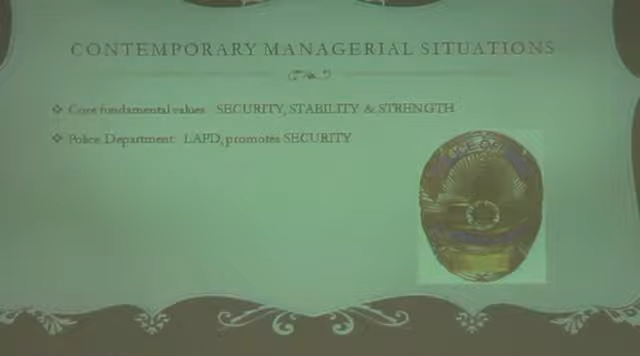 CONTEMPORARY MANAGERIAL SITUATIONS
Core fundamental values SECURITY, STABILITY & STRENGTH
Police Department LAPD, promotes SECURITY